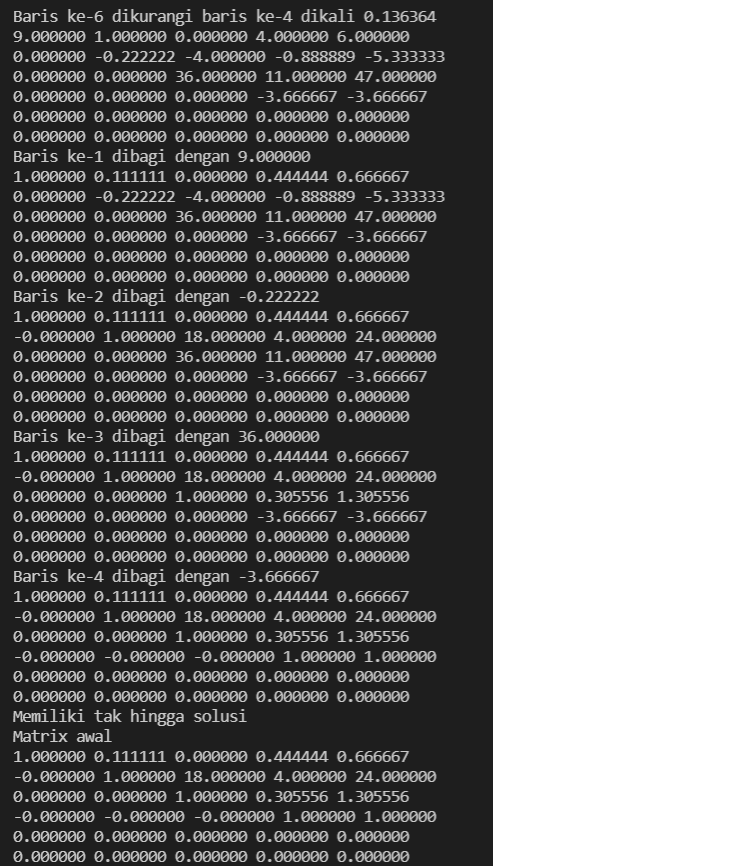 Baris ke-6 dikurangi baris ke-4 dikali 0.136364
9.000000 1.000000 0.000000 4.000000 6.000000
0.000000 -0.222222 -4.000000 -0.888889 -5.333333
0.000000 0.000000 36.000000 11.000000 47.000000
0.000000 0.000000 0.000000 -3.666667 -3.666667
0.000000 0.000000 0.000000 0.000000 0.000000
0.000000 0.000000 0.000000 0.000000 0.000000
Baris ke-1 dibagi dengan 9.000000
1.000000 0.111111 0.000000 0.444444 0.666667
0.000000 -0.222222 -4.000000 -0.888889 -5.333333
0.000000 0.000000 36.000000 11.000000 47.000000
0.000000 0.000000 0.000000 -3.666667 -3.666667
0.000000 0.000000 0.000000 0.000000 0.000000
0.000000 0.000000 0.000000 0.000000 0.000000
Baris ke-2 dibagi dengan -0.222222
1.000000 0.111111 0.000000 0.444444 0.666667
-0.000000 1.000000 18.000000 4.000000 24.000000
0.000000 0.000000 36.000000 11.000000 47.000000
0.000000 0.000000 0.000000 -3.666667 -3.666667
0.000000 0.000000 0.000000 0.000000 0.000000
0.000000 0.000000 0.000000 0.000000 0.000000
Baris ke-3 dibagi dengan 36.000000
1.000000 0.111111 0.000000 0.444444 0.666667
-0.000000 1.000000 18.000000 4.000000 24.000000
0.000000 0.000000 1.000000 0.305556 1.305556
0.000000 0.000000 0.000000 -3.666667 -3.666667
0.000000 0.000000 0.000000 0.000000 0.000000
0.000000 0.000000 0.000000 0.000000 0.000000
Baris ke-4 dibagi dengan -3.666667
1.000000 0.111111 0.000000 0.444444 0.666667
-0.000000 1.000000 18.000000 4.000000 24.000000
0.000000 0.000000 1.000000 0.305556 1.305556
-0.000000 -0.000000 -0.000000 1.000000 1.000000
0.000000 0.000000 0.000000 0.000000 0.000000
0.000000 0.000000 0.000000 0.000000 0.000000
Memiliki tak hingga solusi
Matrix awal
1.000000 0.111111 0.000000 0.444444 0.666667
-0.000000 1.000000 18.000000 4.000000 24.000000
0.000000 0.000000 1.000000 0.305556 1.305556
-0.000000 -0.000000 -0.000000 1.000000 1.000000
0.000000 0.000000 0.000000 0.000000 0.000000
0.000000 0.000000 0.000000 0.000000 0.000000